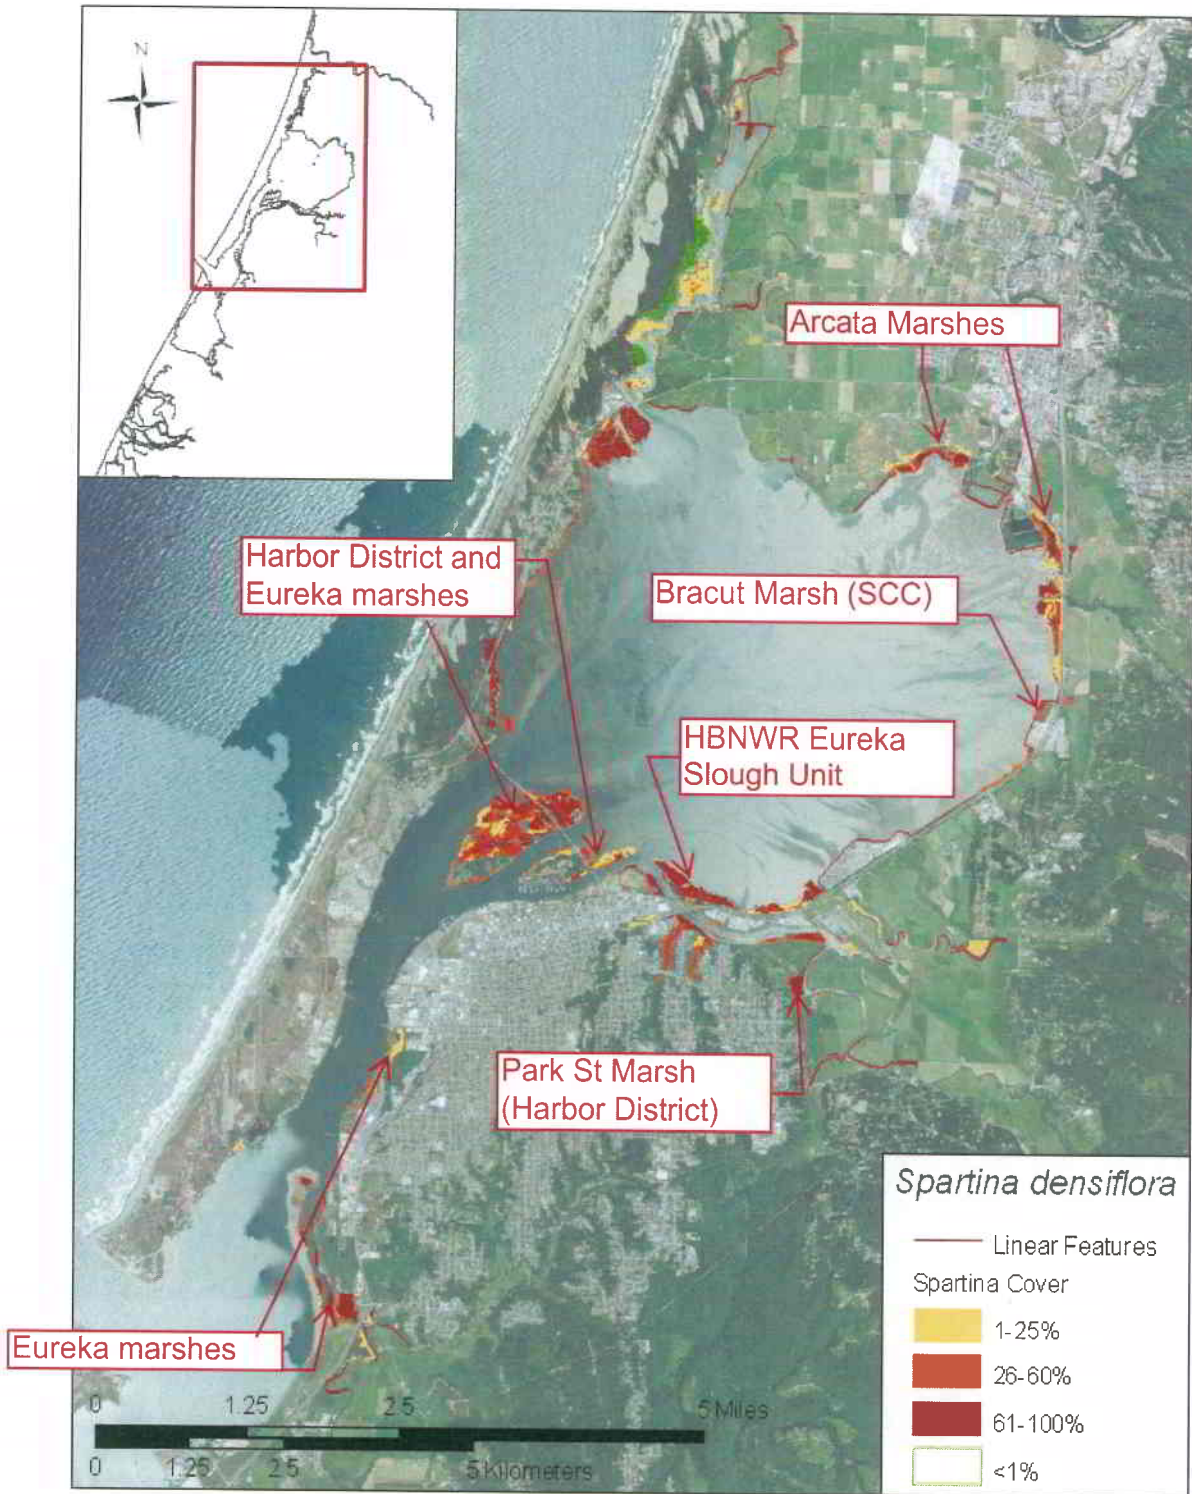 N
Arcata Marshes
Harbor District and
Eureka marshes
Bracut Marsh (SCC)
HBNWR Eureka
Slough Unit
Park St Marsh
(Harbor District)
Eureka marshes
Spartina densiflora
Linear Features
Spartina Cover
1-25%
26-60%
61-100%
<1%
0 1.25 2.5 5 Miles
0 1.25 2.5 5 Kilometers